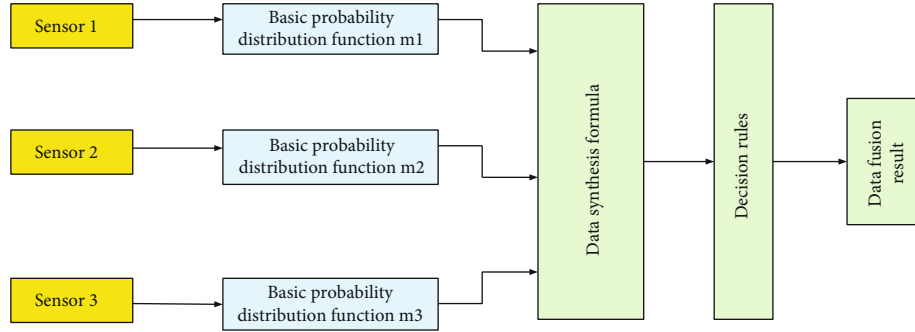 Sensor 1
Basic probability
distribution function m1
Sensor 2
Basic probability
distribution function m2
Sensor 3
Basic probability
distribution function m3
Data synthesis formula
Decision rules
Data fusion
result